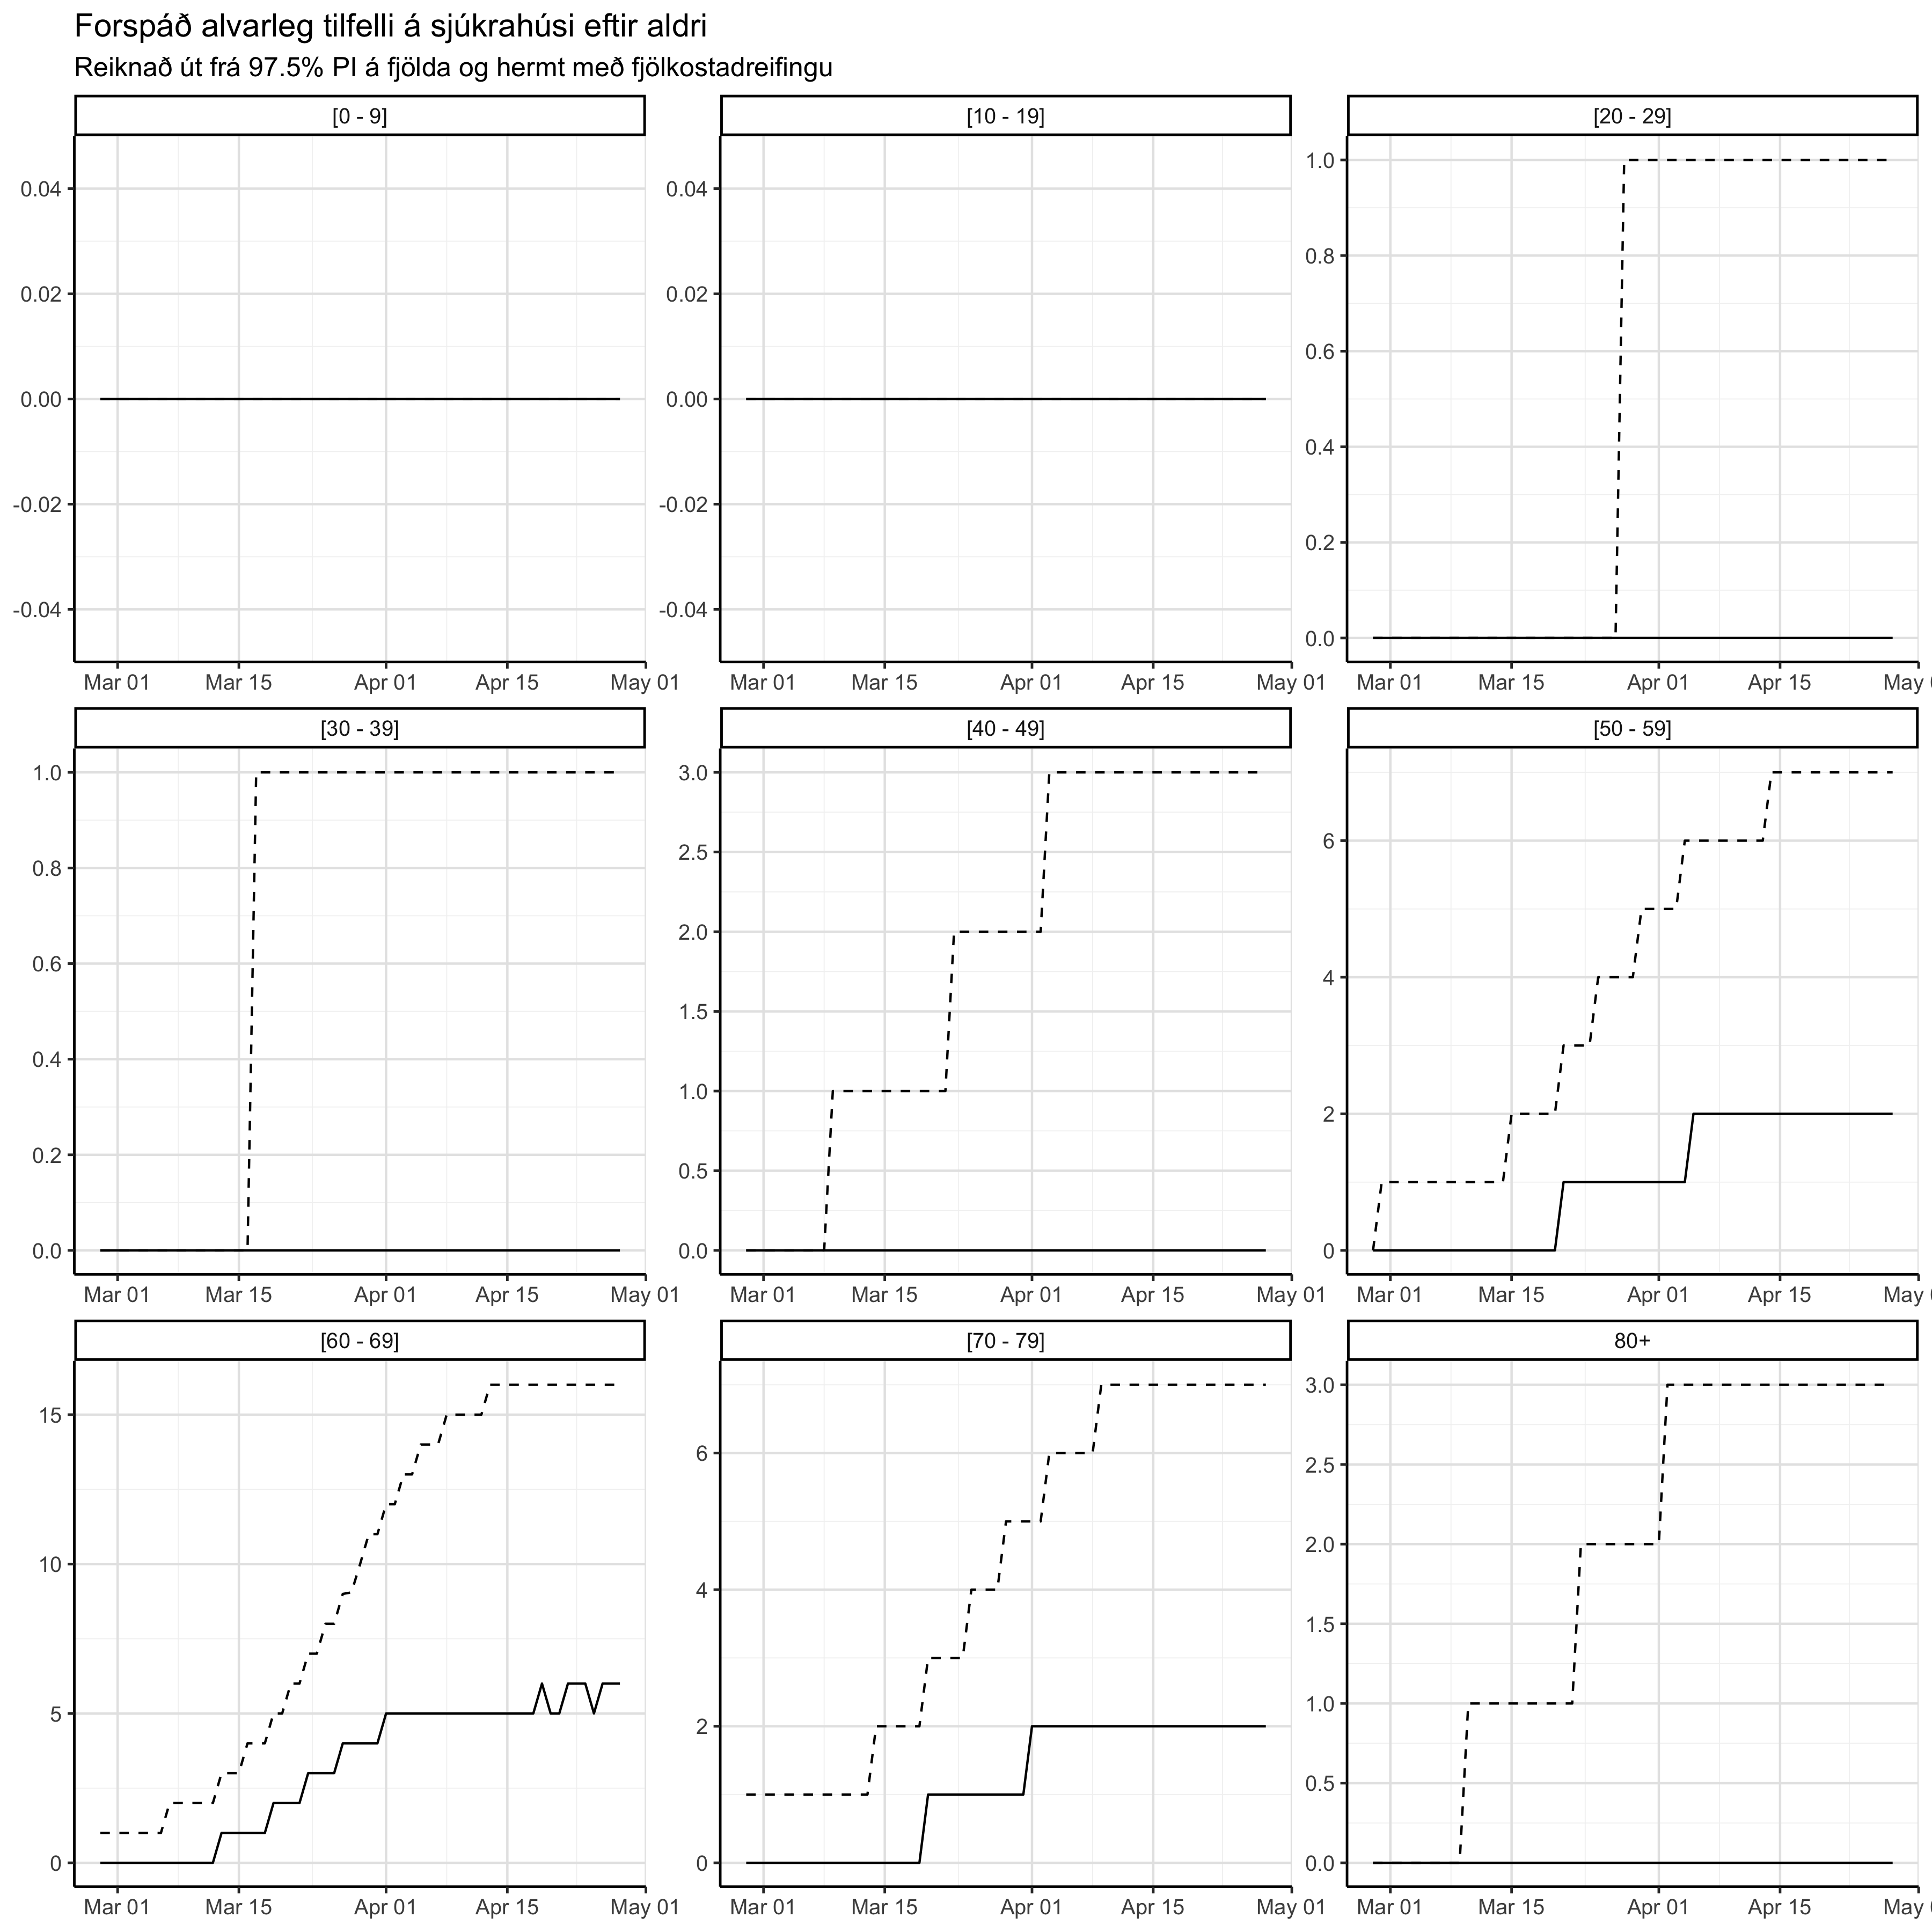 Forspáð alvarleg tilfelli á sjúkrahúsi eftir aldri
Reiknað út frá 97.5% PI á fjölda og hermt með fjölkostadreifingu
[0 - 9]
0.04
0.02
0.00
-0.02
-0.04
Mar 01 Mar 15 Apr 01 Apr 15 May 01
[10 - 19]
0.04
0.02
0.00
-0.02
-0.04
Mar 01 Mar 15 Apr 01 Apr 15 May 01
[20 - 29]
1.0
0.8
0.6
0.4
0.2
0.0
Mar 01 Mar 15 Apr 01 Apr 15 May
[30 - 39]
1.0
0.8
0.6
0.4
0.2
0.0
Mar 01 Mar 15 Apr 01 Apr 15 May 01
[40 - 49]
3.0
2.5
2.0
1.5
1.0
0.5
0.0
Mar 01 Mar 15 Apr 01 Apr 15 May 01
[50 - 59]
6
4
2
0
Mar 01 Mar 15 Apr 01 Apr 15 May
[60 - 69]
15
10
5
0
Mar 01 Mar 15 Apr 01 Apr 15 May 01
[70 - 79]
6
4
2
0
Mar 01 Mar 15 Apr 01 Apr 15 May 01
80+
3.0
2.5
2.0
1.5
1.0
0.5
0.0
Mar 01 Mar 15 Apr 01 Apr 15 May